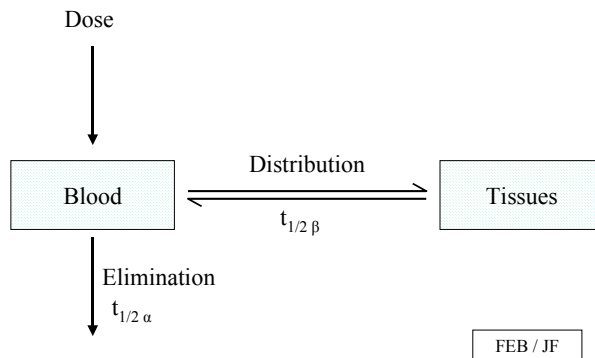 Dose
Distribution
Blood
Tissues
t1/2 β
Elimination
t1/2 α
FEB / JF